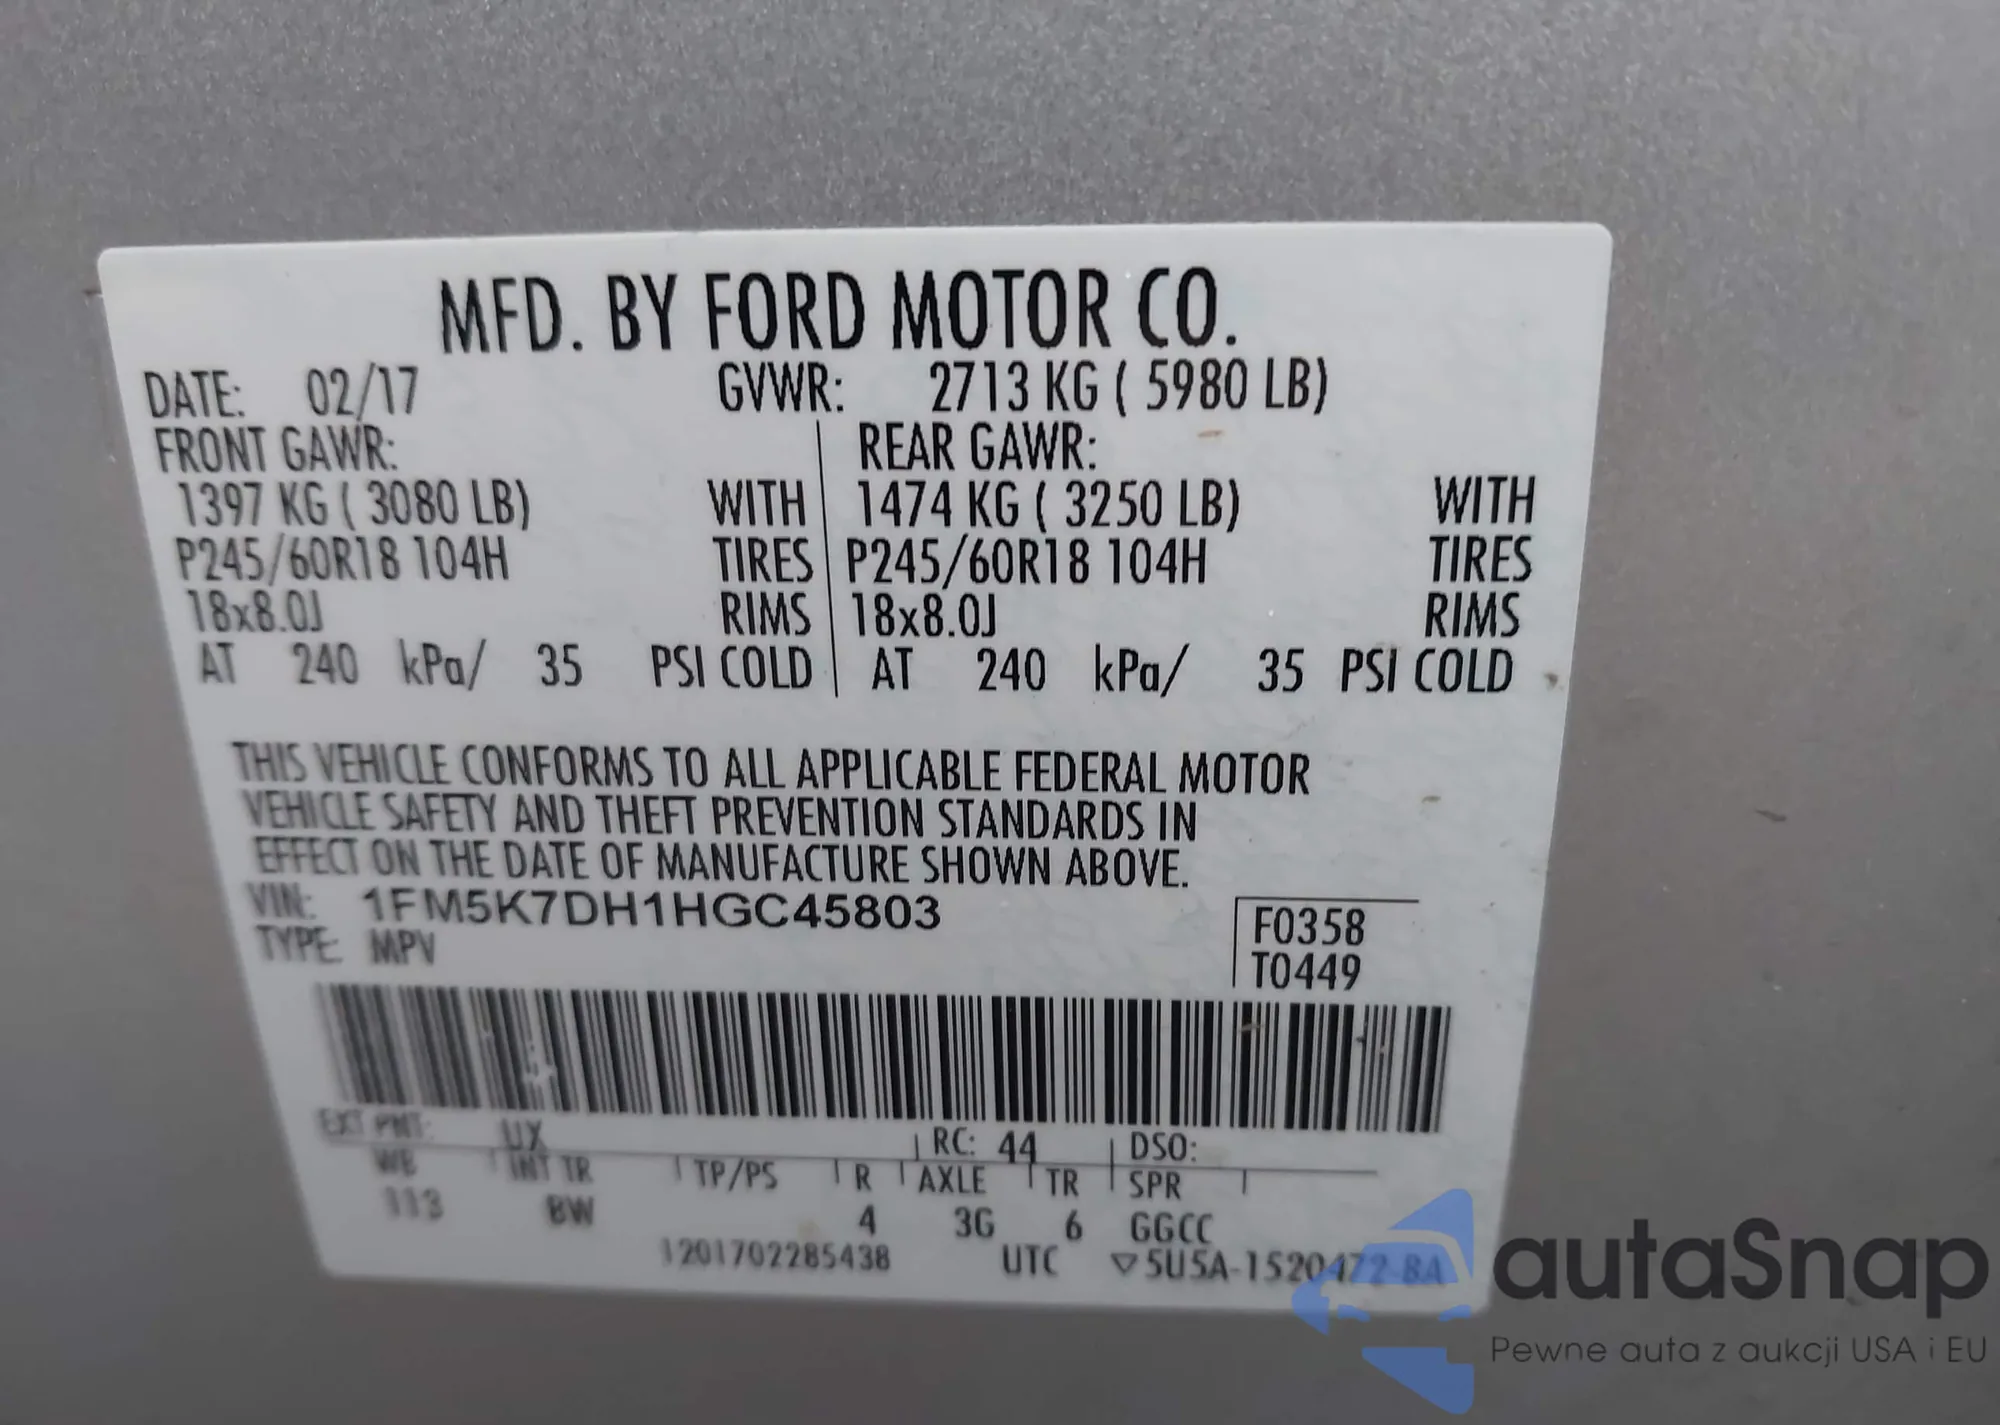 MFD. BY FORD MOTOR CO.
DATE: 02/17 GVWR: 2713 KG ( 5980 LB)
FRONT GAWR: REAR GAWR:
1397 KG ( 3080 LB) WITH 1474 KG ( 3250 LB) WITH
P245/60R18 104H TIRES P245/60R18 104H TIRES
18x8.0J RIMS 18x8.0J RIMS
AT 240 kPa/ 35 PSI COLD AT 240 kPa/ 35 PSI COLD
THIS VEHICLE CONFORMS TO ALL APPLICABLE FEDERAL MOTOR
VEHICLE SAFETY AND THEFT PREVENTION STANDARDS IN
EFFECT ON THE DATE OF MANUFACTURE SHOWN ABOVE.
VIN: 1FM5K7DH1HGC45803
TYPE: MPV
F0358
T0449
EXT PNT: UX RC: 44 DSO:
WB INT TR TP/PS R AXLE TR SPR
113 8W 4 3G 6 GGCC
1201702285438 UTC ▽5U5A-1520472-BA
autoSnap
Pewne auta z aukcji USA i EU